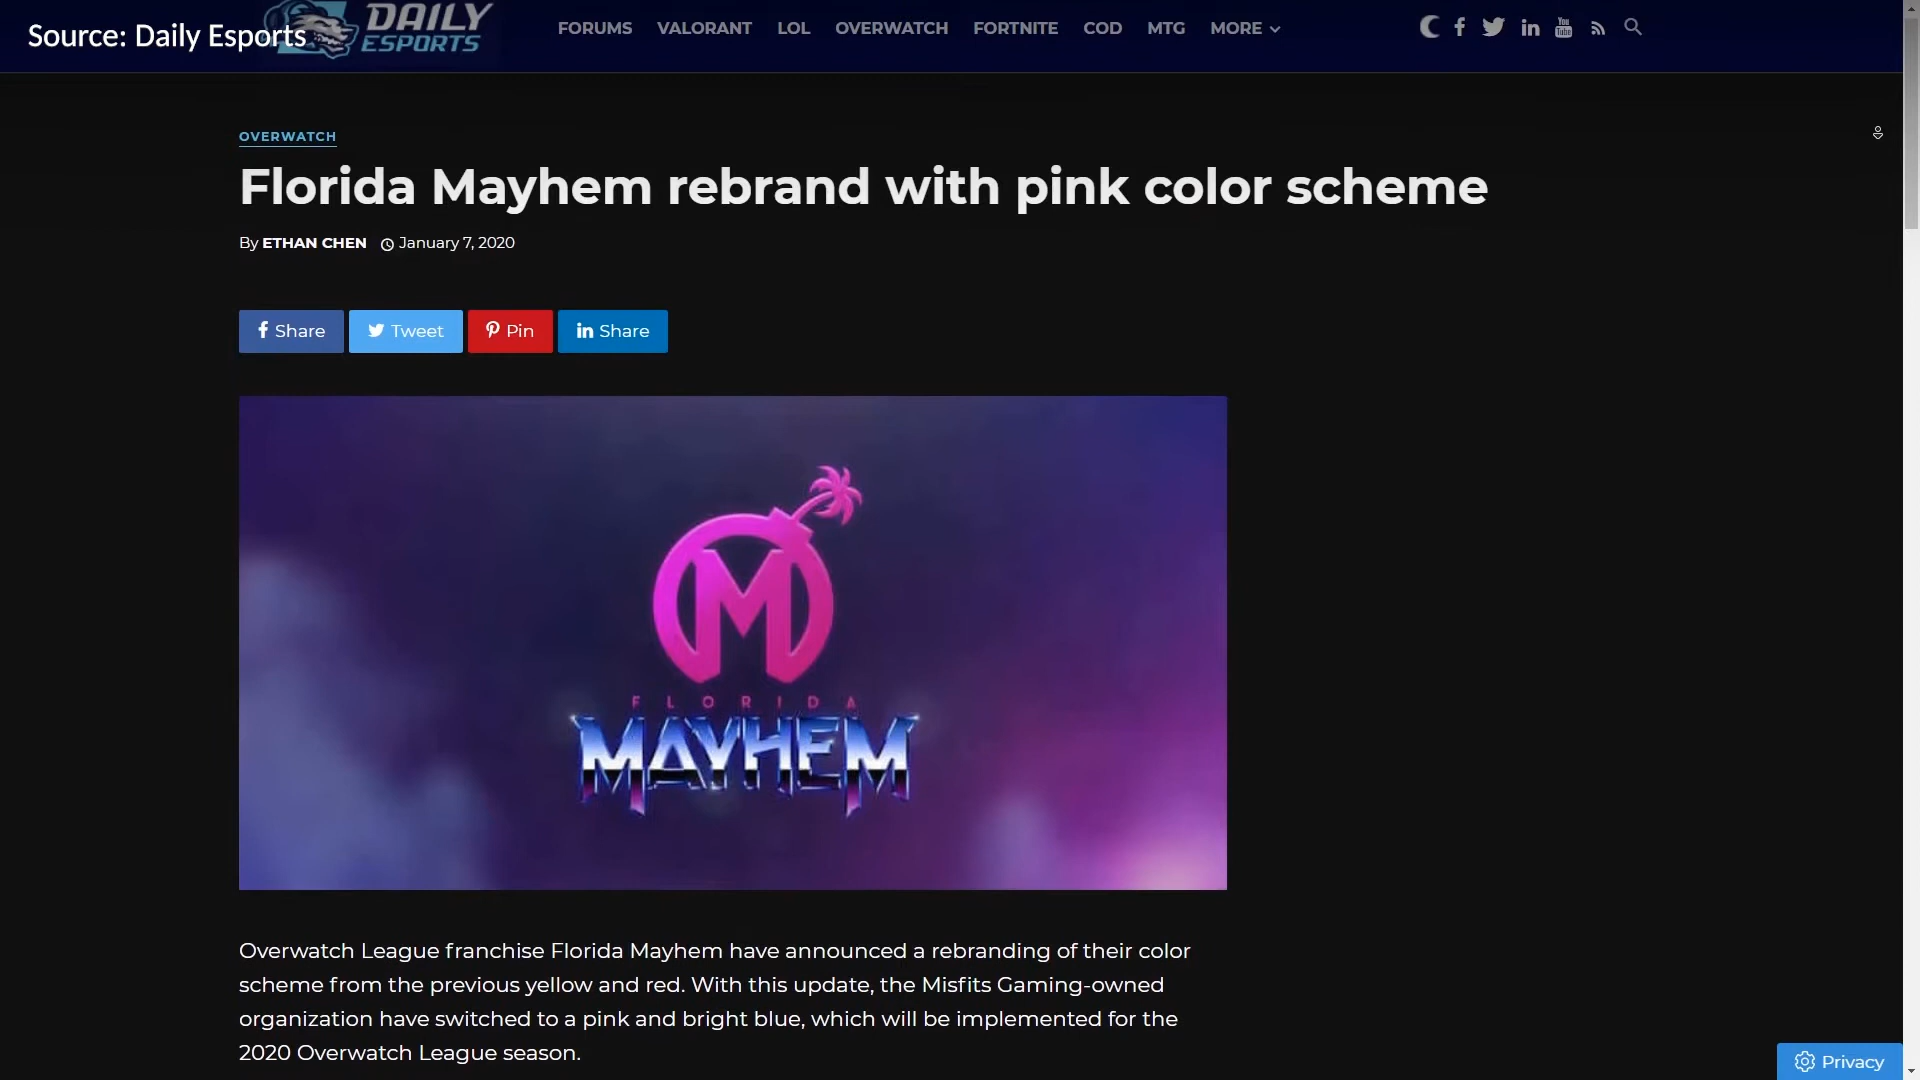 Source: Daily Esports
DAILY
ESPORTS
FORUMS VALORANT LOL OVERWATCH FORTNITE COD MTG MORE
OVERWATCH
Florida Mayhem rebrand with pink color scheme
By ETHAN CHEN January 7, 2020
Share Tweet Pin Share
M
FLORIDA
MAYHEM
Overwatch League franchise Florida Mayhem have announced a rebranding of their color
scheme from the previous yellow and red. With this update, the Misfits Gaming-owned
organization have switched to a pink and bright blue, which will be implemented for the
2020 Overwatch League season.
Privacy